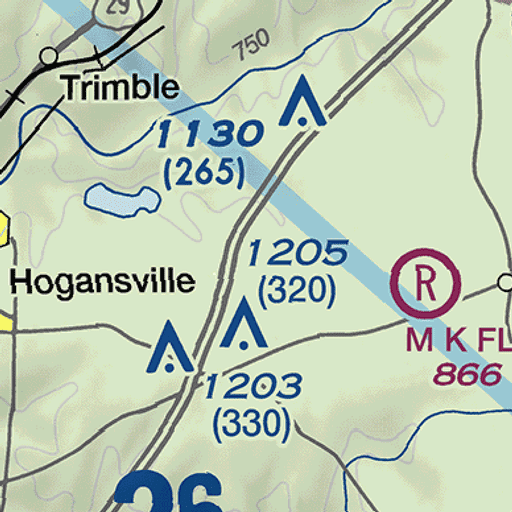 29
750
Trimble
1130
(265)
1205
(320)
Hogansville
R
M K FL
866
1203
(330)
26